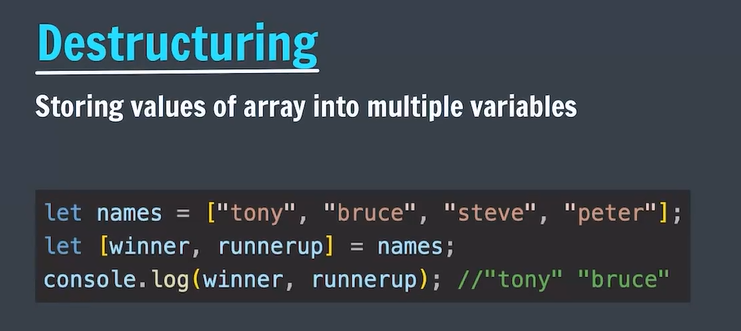 Destructuring
Storing values of array into multiple variables
let names = ["tony", "bruce", "steve", "peter"];
let [winner, runnerup] = names;
console.log(winner, runnerup); //"tony" "bruce"